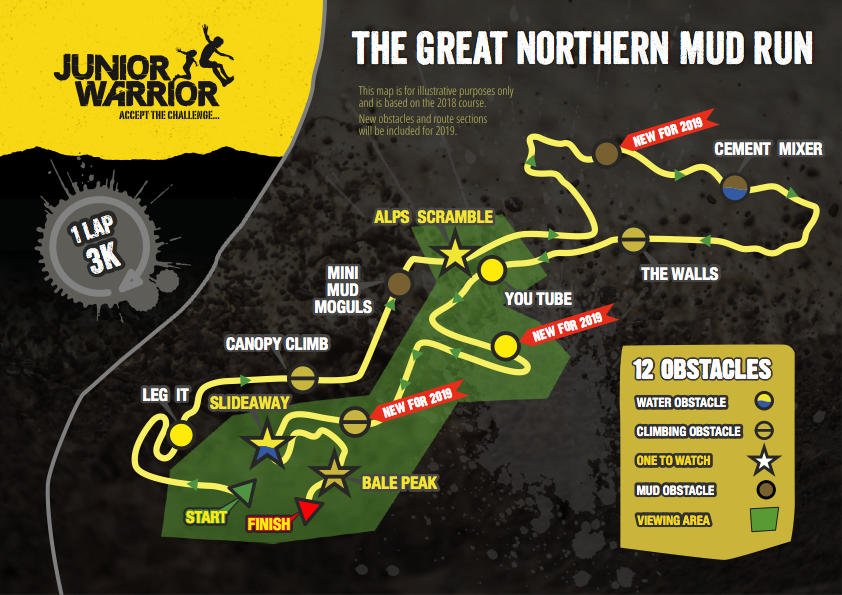 JUNIOR
WARRIOR
ACCEPT THE CHALLENGE...
THE GREAT NORTHERN MUD RUN
This map is for illustrative purposes only
and is based on the 2018 course.
New obstacles and route sections
will be included for 2019.
1 LAP
3K
NEW FOR 2019
CEMENT MIXER
ALPS SCRAMBLE
THE WALLS
MINI
MUD
MOGULS
YOU TUBE
NEW FOR 2019
CANOPY CLIMB
LEG IT
SLIDEAWAY
NEW FOR 2019
BALE PEAK
START
FINISH
12 OBSTACLES
WATER OBSTACLE
CLIMBING OBSTACLE
ONE TO WATCH
MUD OBSTACLE
VIEWING AREA